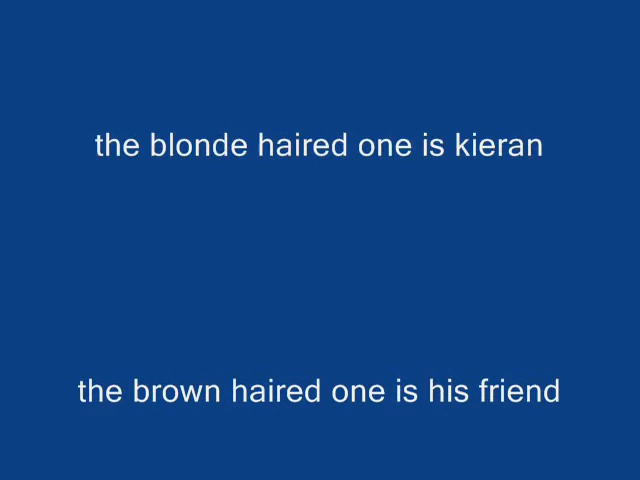 the blonde haired one is kieran
the brown haired one is his friend